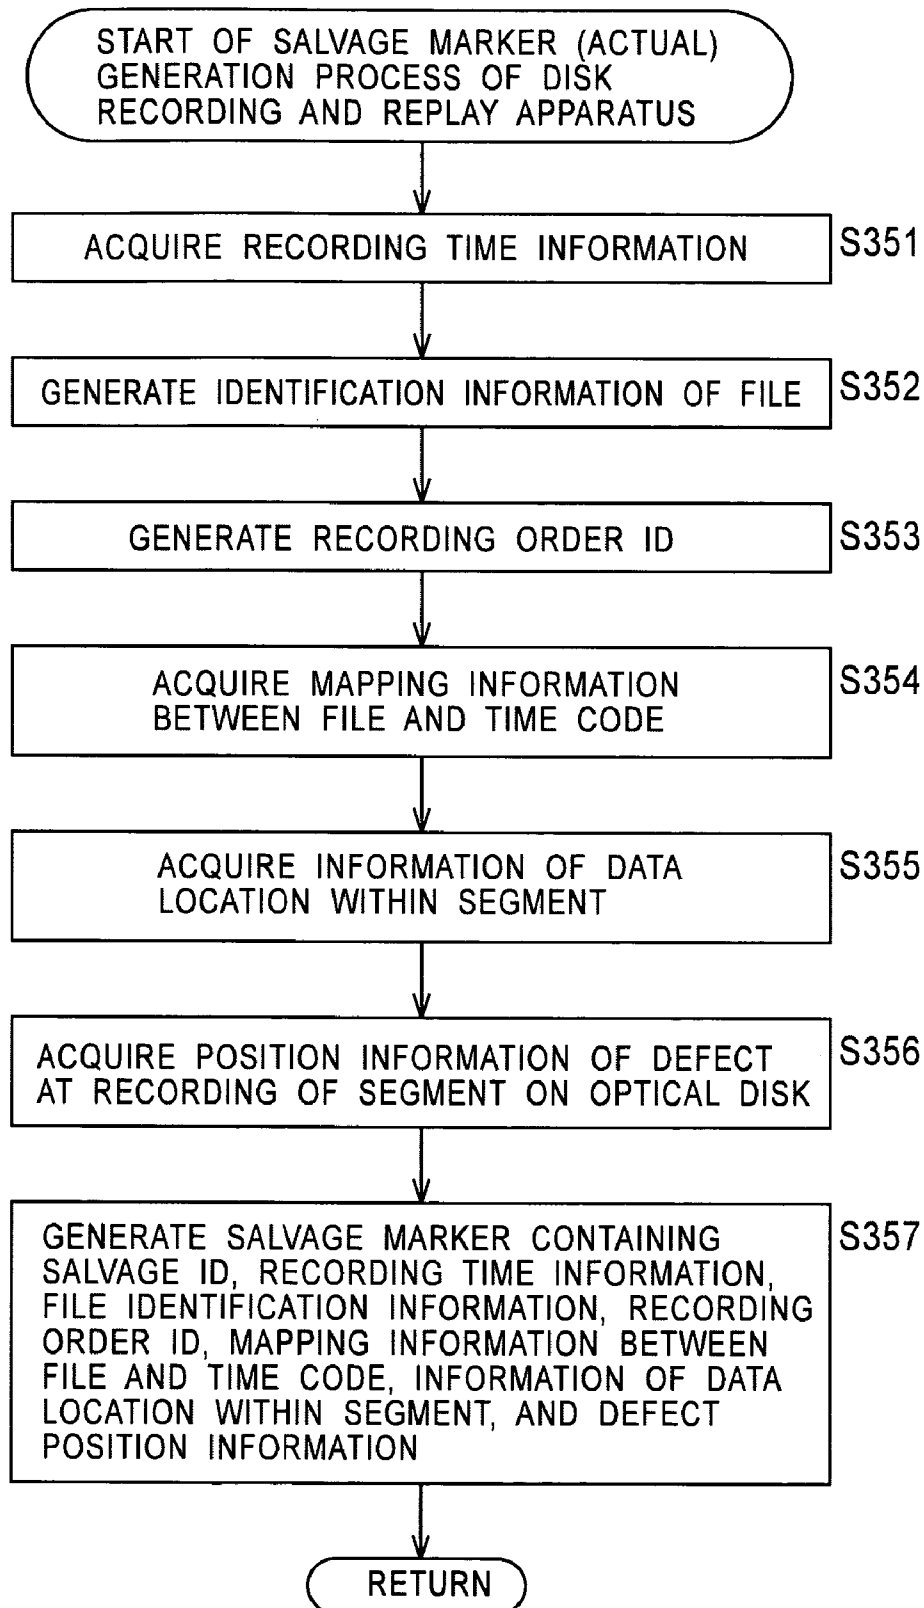 START OF SALVAGE MARKER (ACTUAL)
GENERATION PROCESS OF DISK
RECORDING AND REPLAY APPARATUS
ACQUIRE RECORDING TIME INFORMATION
S351
GENERATE IDENTIFICATION INFORMATION OF FILE
S352
GENERATE RECORDING ORDER ID
S353
ACQUIRE MAPPING INFORMATION
BETWEEN FILE AND TIME CODE
S354
ACQUIRE INFORMATION OF DATA
LOCATION WITHIN SEGMENT
S355
ACQUIRE POSITION INFORMATION OF DEFECT
AT RECORDING OF SEGMENT ON OPTICAL DISK
S356
GENERATE SALVAGE MARKER CONTAINING
SALVAGE ID, RECORDING TIME INFORMATION,
FILE IDENTIFICATION INFORMATION, RECORDING
ORDER ID, MAPPING INFORMATION BETWEEN
FILE AND TIME CODE, INFORMATION OF DATA
LOCATION WITHIN SEGMENT, AND DEFECT
POSITION INFORMATION
S357
RETURN